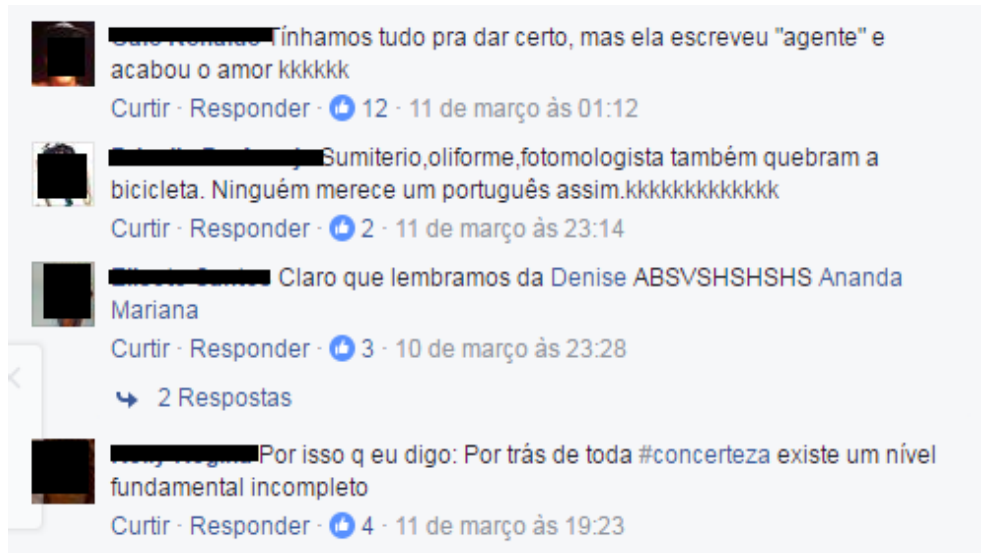 Tínhamos tudo pra dar certo, mas ela escreveu "agente" e
acabou o amor kkkkkk
Curtir · Responder · 12 · 11 de março às 01:12
Sumiterio,oliforme,fotomologista também quebram a
bicicleta. Ninguém merece um português assim.kkkkkkkkkkkkk
Curtir · Responder · 2 · 11 de março às 23:14
Claro que lembramos da Denise ABSVSHSHSHS Ananda
Mariana
Curtir · Responder · 3 · 10 de março às 23:28
2 Respostas
Por isso q eu digo: Por trás de toda #concerteza existe um nível
fundamental incompleto
Curtir · Responder · 4 · 11 de março às 19:23